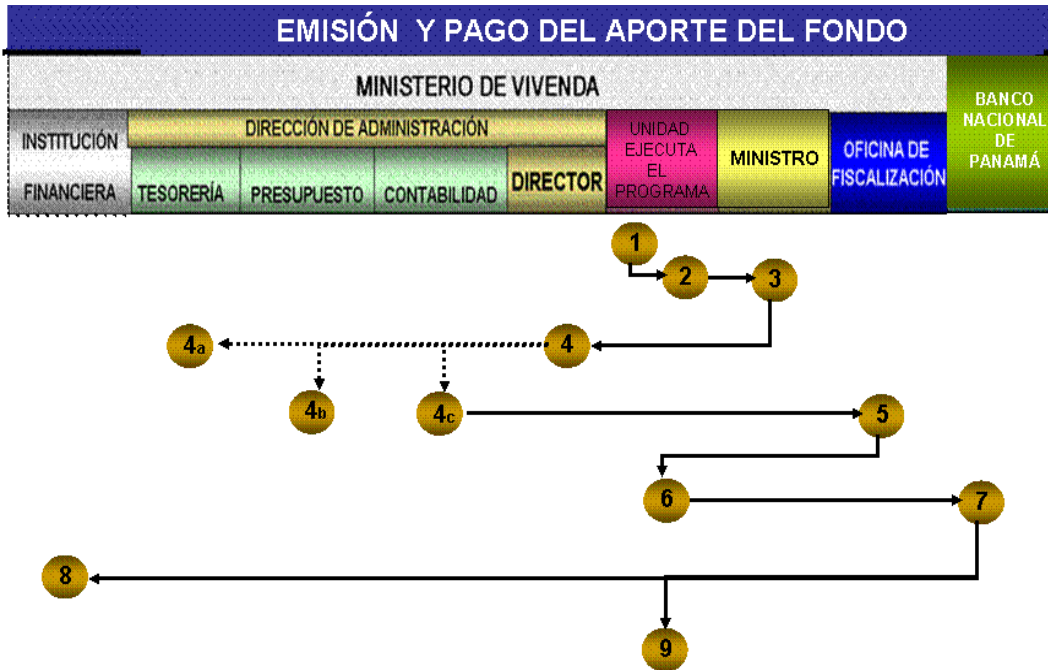 EMISIÓN Y PAGO DEL APORTE DEL FONDO
MINISTERIO DE VIVENDA
BANCO
NACIONAL
DE
PANAMÁ
INSTITUCIÓN
FINANCIERA
DIRECCIÓN DE ADMINISTRACIÓN
TESORERÍA
PRESUPUESTO
CONTABILIDAD
DIRECTOR
UNIDAD
EJECUTA
EL
PROGRAMA
MINISTRO
OFICINA DE
FISCALIZACIÓN
1
2
3
4a
4
4b
4c
5
6
7
8
9